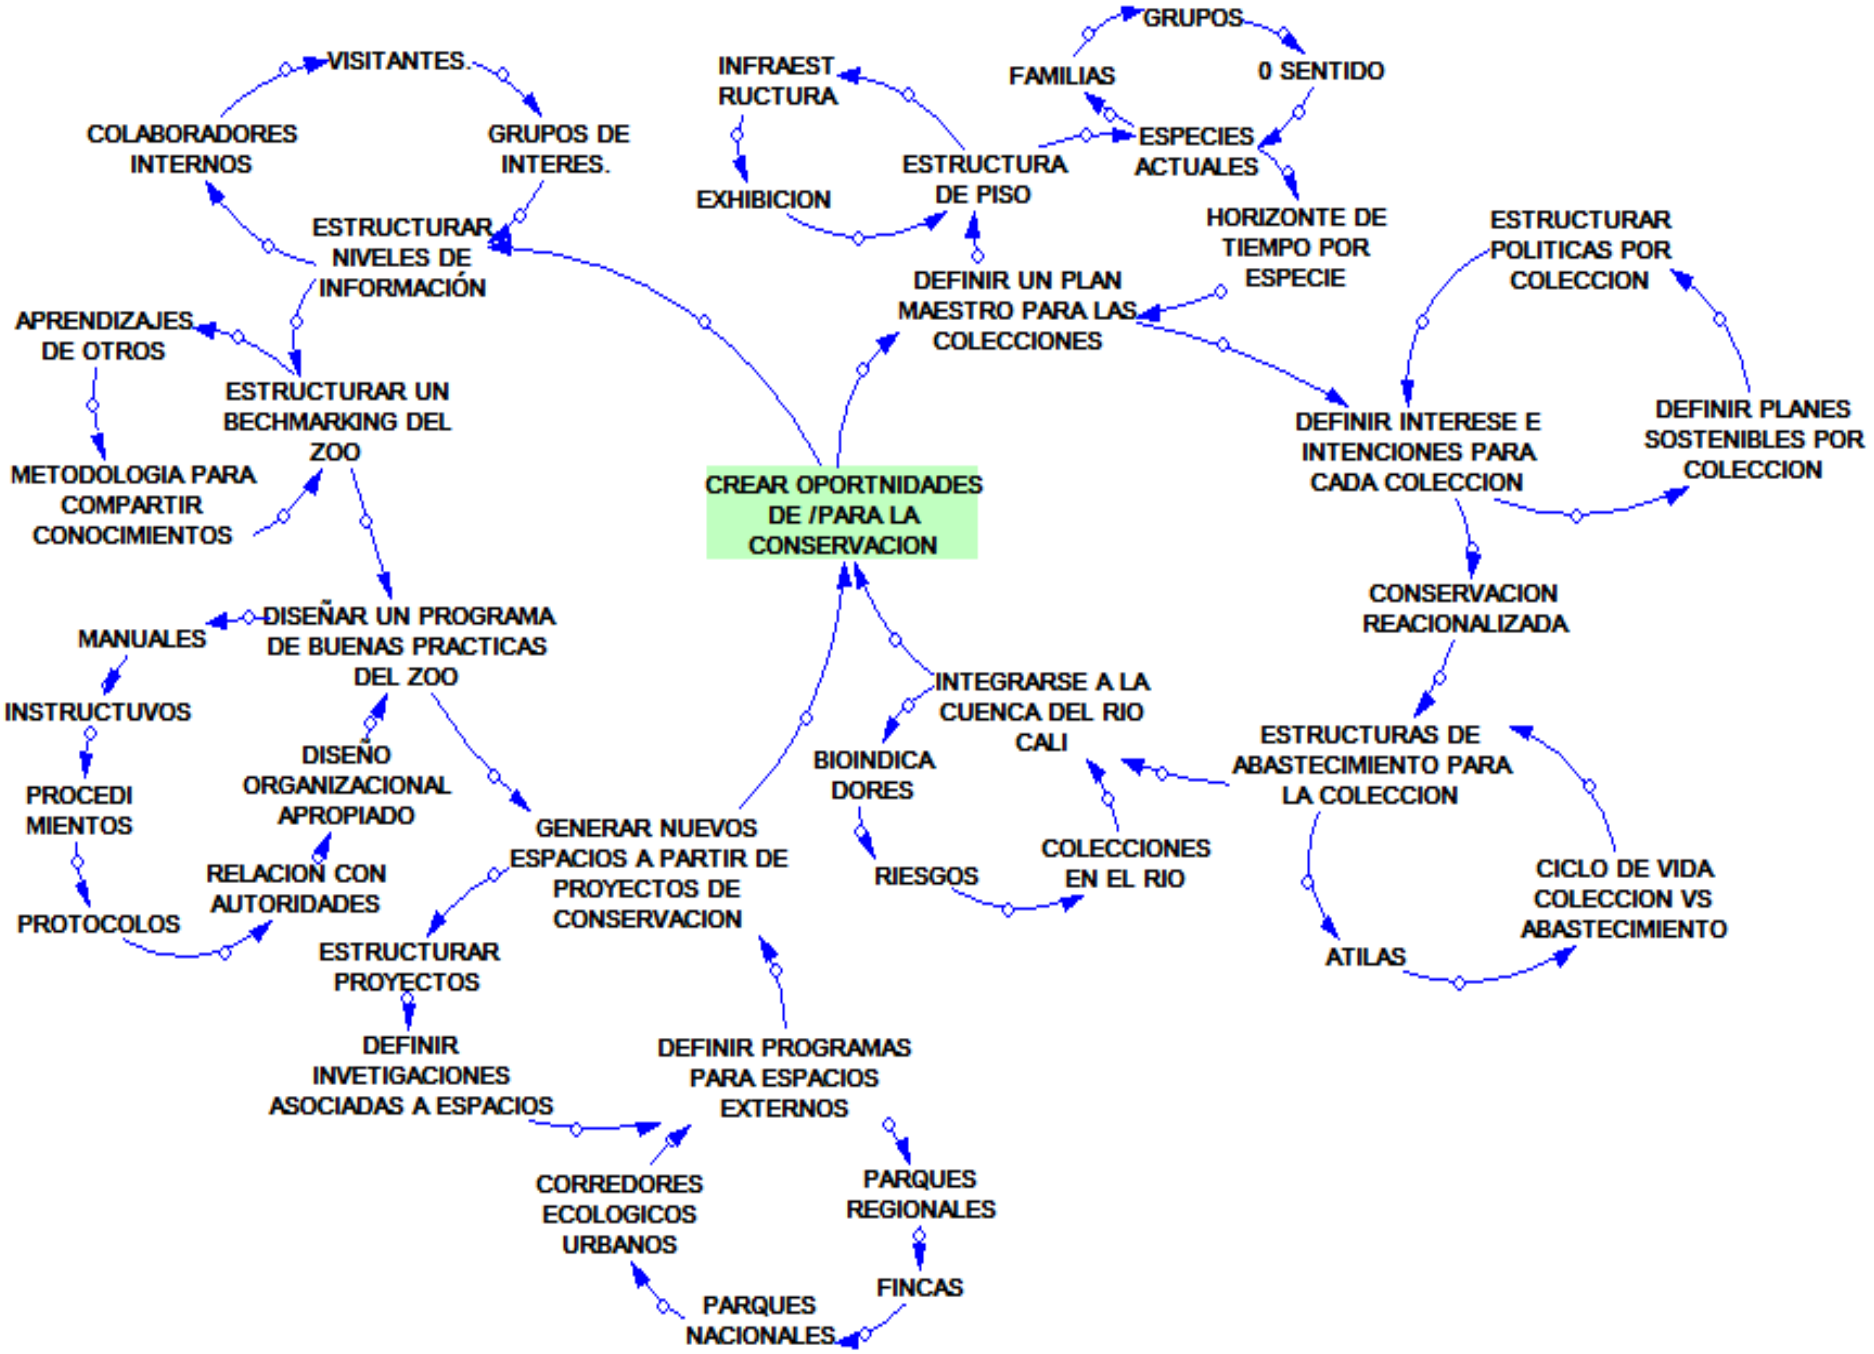 GRUPOS
VISITANTES.
INFRAEST
RUCTURA
FAMILIAS
0 SENTIDO
COLABORADORES
INTERNOS
GRUPOS DE
INTERES.
ESPECIES
ACTUALES
ESTRUCTURA
DE PISO
EXHIBICION
HORIZONTE DE
TIEMPO POR
ESPECIE
ESTRUCTURAR
POLITICAS POR
COLECCION
ESTRUCTURAR
NIVELES DE
INFORMACIÓN
DEFINIR UN PLAN
MAESTRO PARA LAS
COLECCIONES
APRENDIZAJES
DE OTROS
ESTRUCTURAR UN
BECHMARKING DEL
ZOO
DEFINIR INTERESE E
INTENCIONES PARA
CADA COLECCION
DEFINIR PLANES
SOSTENIBLES POR
COLECCION
METODOLOGIA PARA
COMPARTIR
CONOCIMIENTOS
CREAR OPORTNIDADES
DE /PARA LA
CONSERVACION
CONSERVACION
REACIONALIZADA
DISEÑAR UN PROGRAMA
DE BUENAS PRACTICAS
DEL ZOO
MANUALES
INSTRUCTUVOS
INTEGRARSE A LA
CUENCA DEL RIO
CALI
ESTRUCTURAS DE
ABASTECIMIENTO PARA
LA COLECCION
DISEÑO
ORGANIZACIONAL
APROPIADO
BIOINDICA
DORES
PROCEDI
MIENTOS
GENERAR NUEVOS
ESPACIOS A PARTIR DE
PROYECTOS DE
CONSERVACION
COLECCIONES
EN EL RIO
RIESGOS
RELACION CON
AUTORIDADES
CICLO DE VIDA
COLECCION VS
ABASTECIMIENTO
PROTOCOLOS
ATILAS
ESTRUCTURAR
PROYECTOS
DEFINIR
INVETIGACIONES
ASOCIADAS A ESPACIOS
DEFINIR PROGRAMAS
PARA ESPACIOS
EXTERNOS
CORREDORES
ECOLOGICOS
URBANOS
PARQUES
REGIONALES
FINCAS
PARQUES
NACIONALES